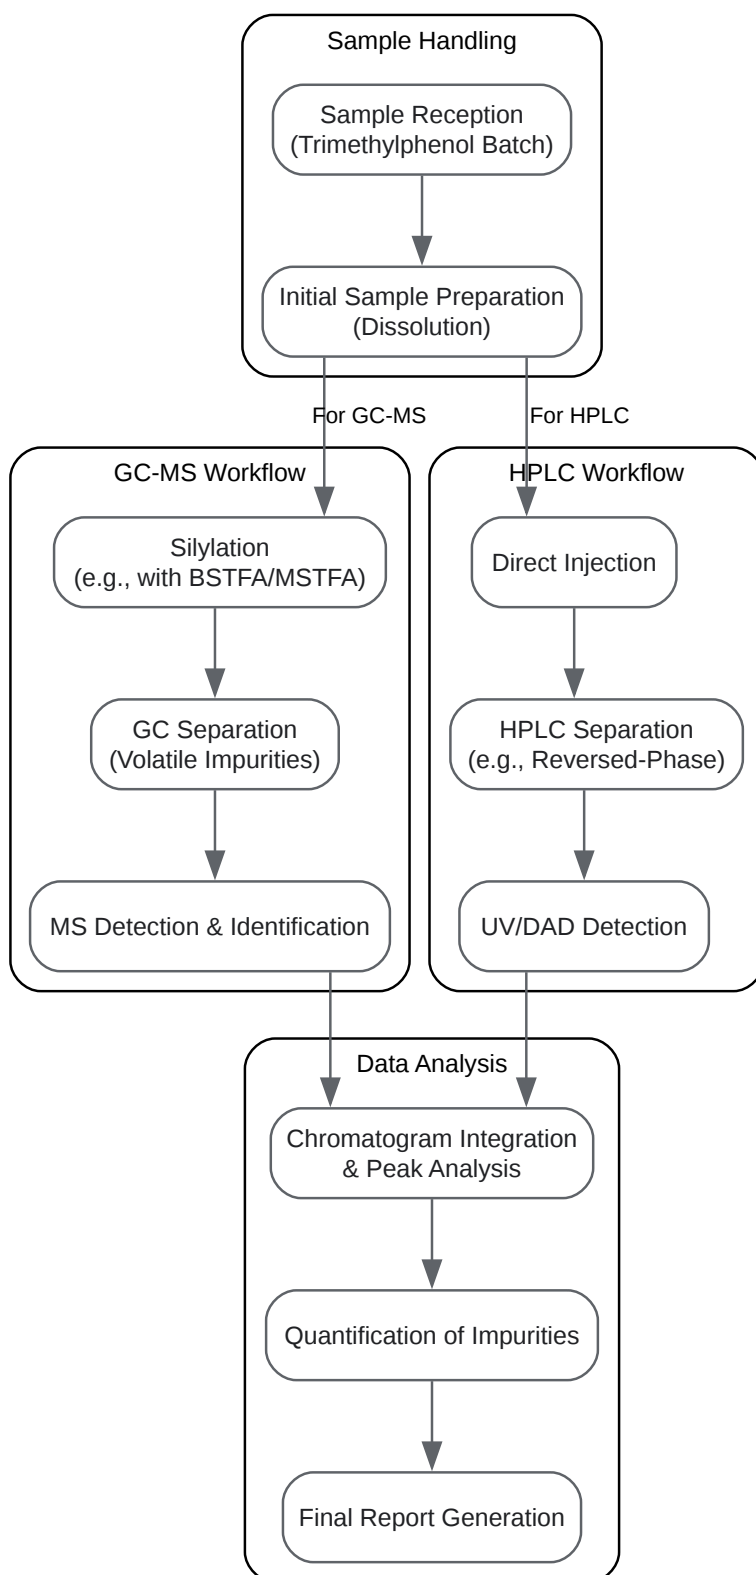 Sample Handling
Sample Reception
(Trimethylphenol Batch)
Initial Sample Preparation
(Dissolution)
For GC-MS
For HPLC
GC-MS Workflow
Silylation
(e.g., with BSTFA/MSTFA)
GC Separation
(Volatile Impurities)
MS Detection & Identification
HPLC Workflow
Direct Injection
HPLC Separation
(e.g., Reversed-Phase)
UV/DAD Detection
Data Analysis
Chromatogram Integration
& Peak Analysis
Quantification of Impurities
Final Report Generation